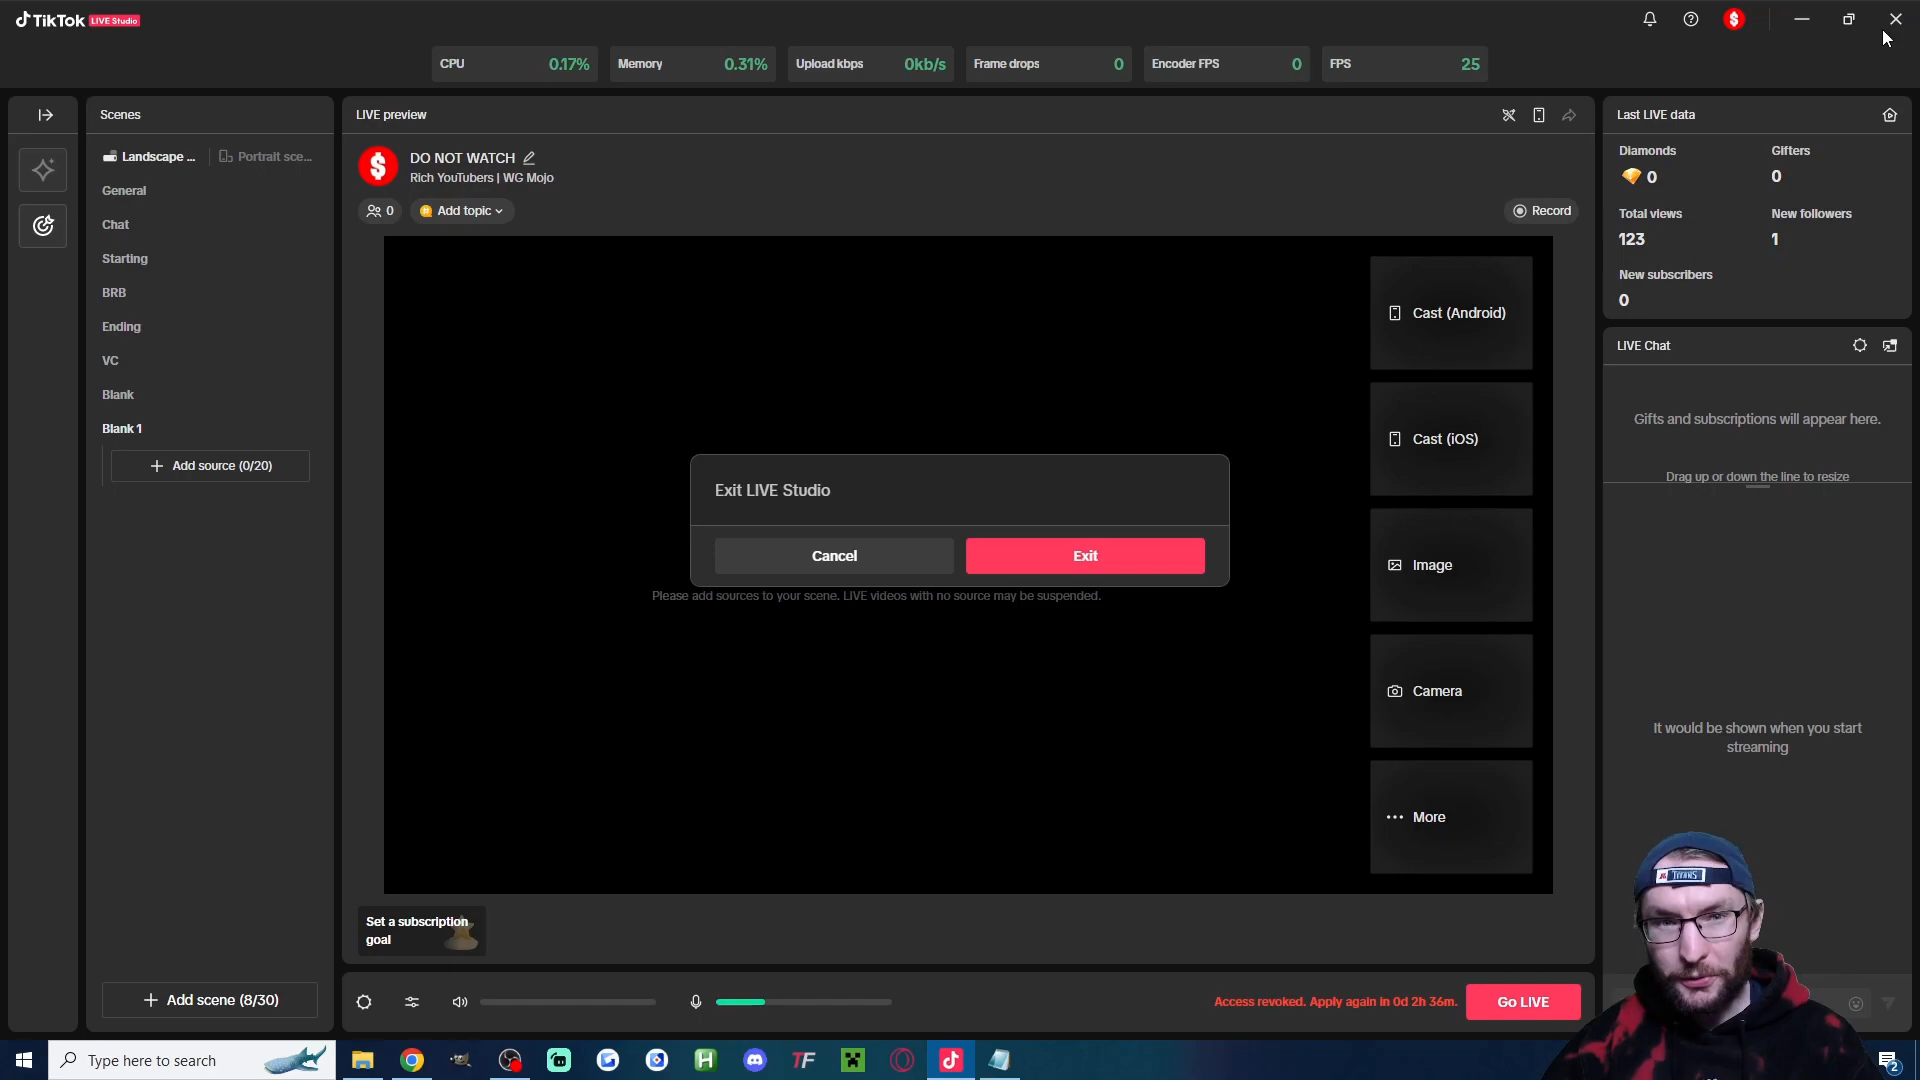 TikTok LIVE Studio
CPU 0.17%
Memory 0.31%
Upload kbps 0kb/s
Frame drops 0
Encoder FPS 0
FPS 25
Scenes
Landscape ...
Portrait sce...
General
Chat
Starting
BRB
Ending
VC
Blank
Blank 1
+ Add source (0/20)
+ Add scene (8/30)
LIVE preview
DO NOT WATCH
Rich YouTubers | WG Mojo
0
Add topic
Record
Cast (Android)
Cast (iOS)
Image
Camera
More
Exit LIVE Studio
Cancel
Exit
Please add sources to your scene. LIVE videos with no source may be suspended.
Set a subscription
goal
Access revoked. Apply again in 0d 2h 36m.
Go LIVE
Last LIVE data
Diamonds
Gifters
0
0
Total views
New followers
123
1
New subscribers
0
LIVE Chat
Gifts and subscriptions will appear here.
Drag up or down the line to resize
It would be shown when you start
streaming
TITANS
Type here to search
TF
2